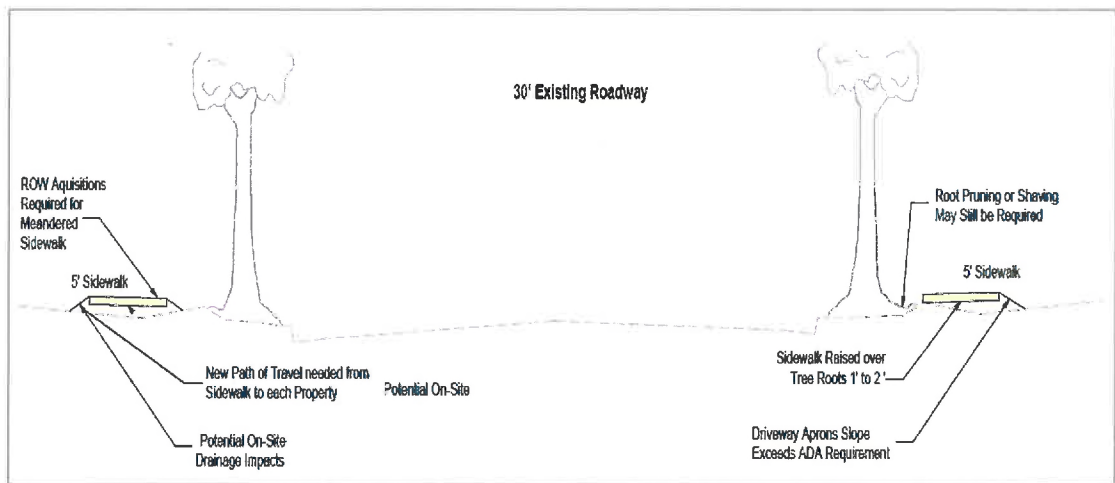 30' Existing Roadway
ROW Aquisitions
Required for
Meandered
Sidewalk
5' Sidewalk
Root Pruning or Shaving
May Still be Required
5' Sidewalk
New Path of Travel needed from
Sidewalk to each Property
Potential On-Site
Sidewalk Raised over
Tree Roots 1' to 2'
Potential On-Site
Drainage Impacts
Driveway Aprons Slope
Exceeds ADA Requirement